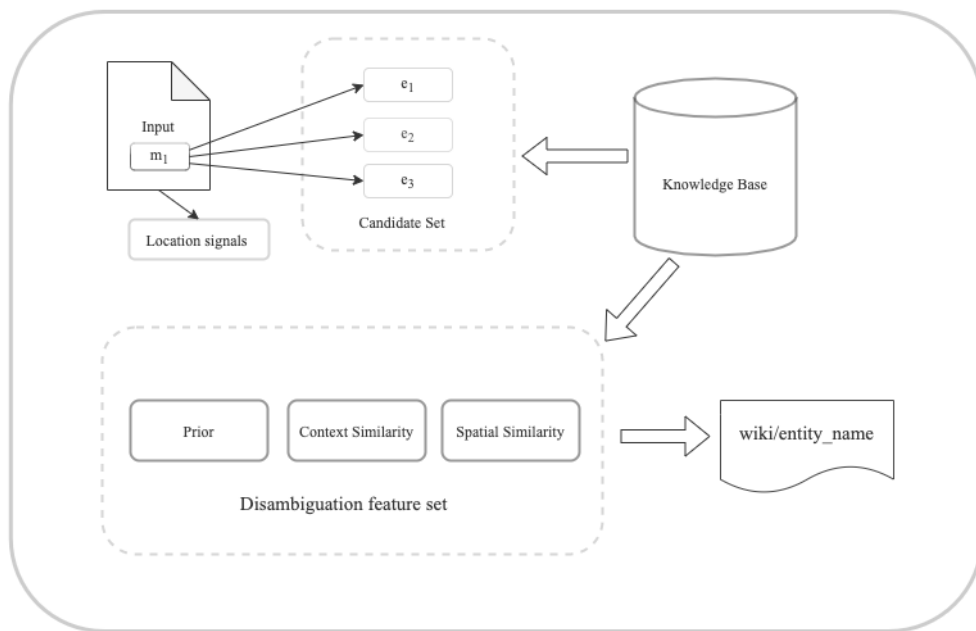 Input
m₁
e₁
e₂
e₃
Candidate Set
Location signals
Knowledge Base
Prior
Context Similarity
Spatial Similarity
Disambiguation feature set
wiki/entity_name